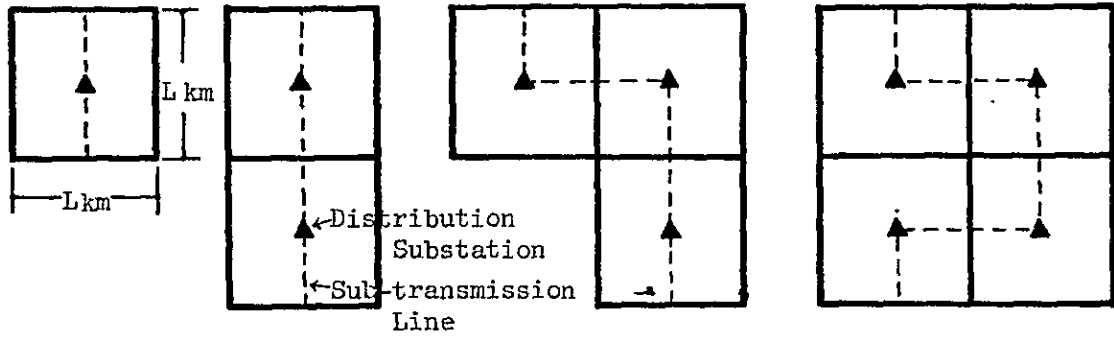 L km
L km
Distribution
Substation
Sub-transmission
Line